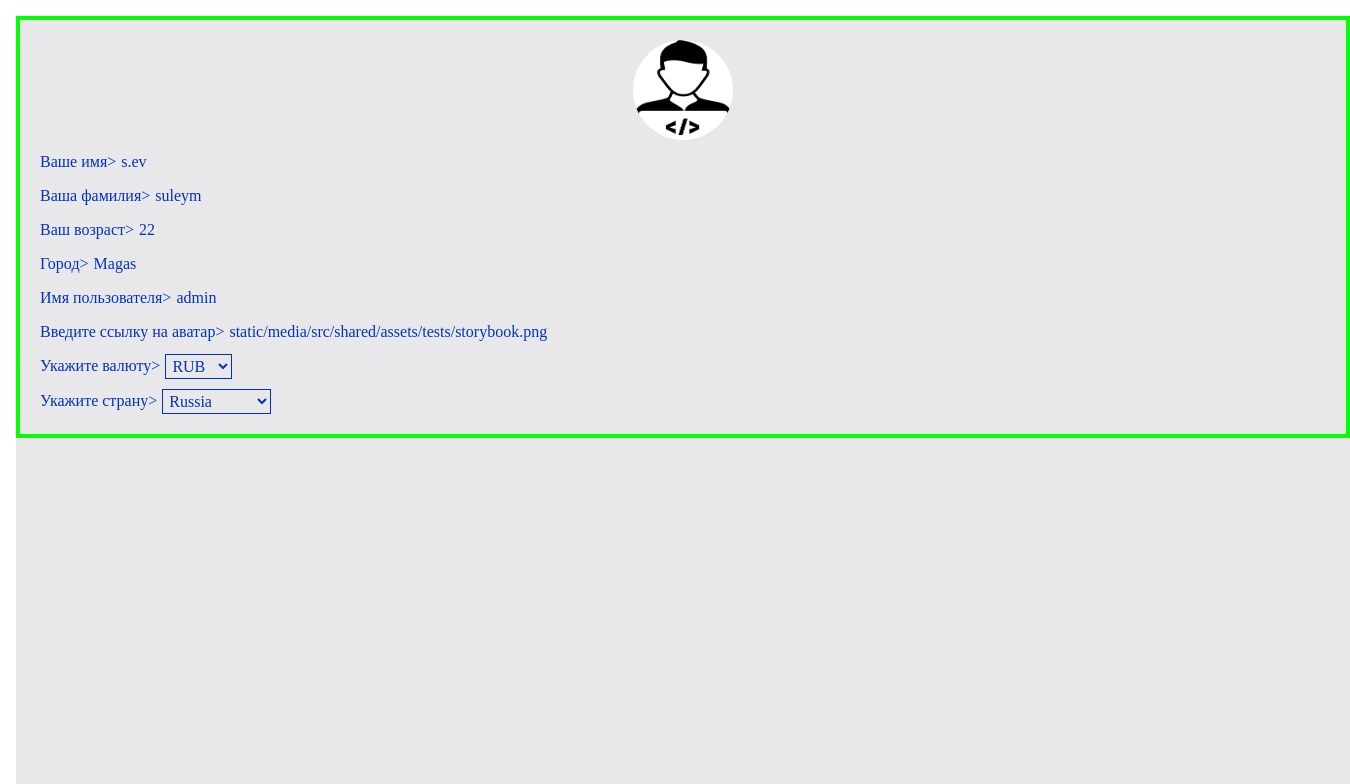 </>
Ваше имя> s.ev
Ваша фамилия> suleym
Ваш возраст> 22
Город> Magas
Имя пользователя> admin
Введите ссылку на аватар> static/media/src/shared/assets/tests/storybook.png
Укажите валюту> RUB
Укажите страну> Russia